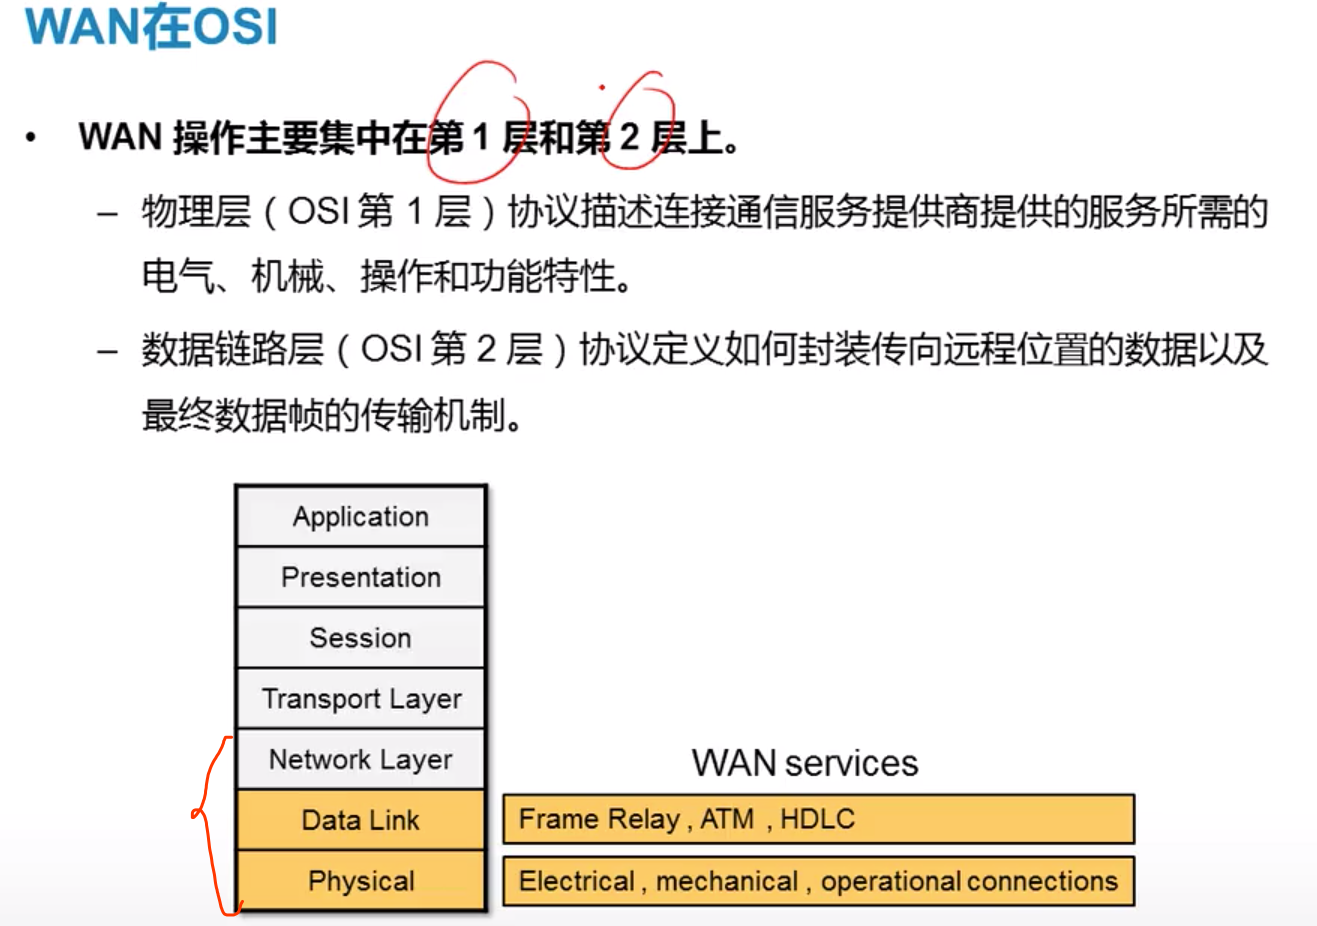 WAN在OSI
• WAN 操作主要集中在第 1 层和第 2 层上。
– 物理层（OSI 第 1 层）协议描述连接通信服务提供商提供的服务所需的
电气、机械、操作和功能特性。
– 数据链路层（OSI 第 2 层）协议定义如何封装传向远程位置的数据以及
最终数据帧的传输机制。
Application
Presentation
Session
Transport Layer
Network Layer
WAN services
Data Link
Frame Relay , ATM , HDLC
Physical
Electrical , mechanical , operational connections